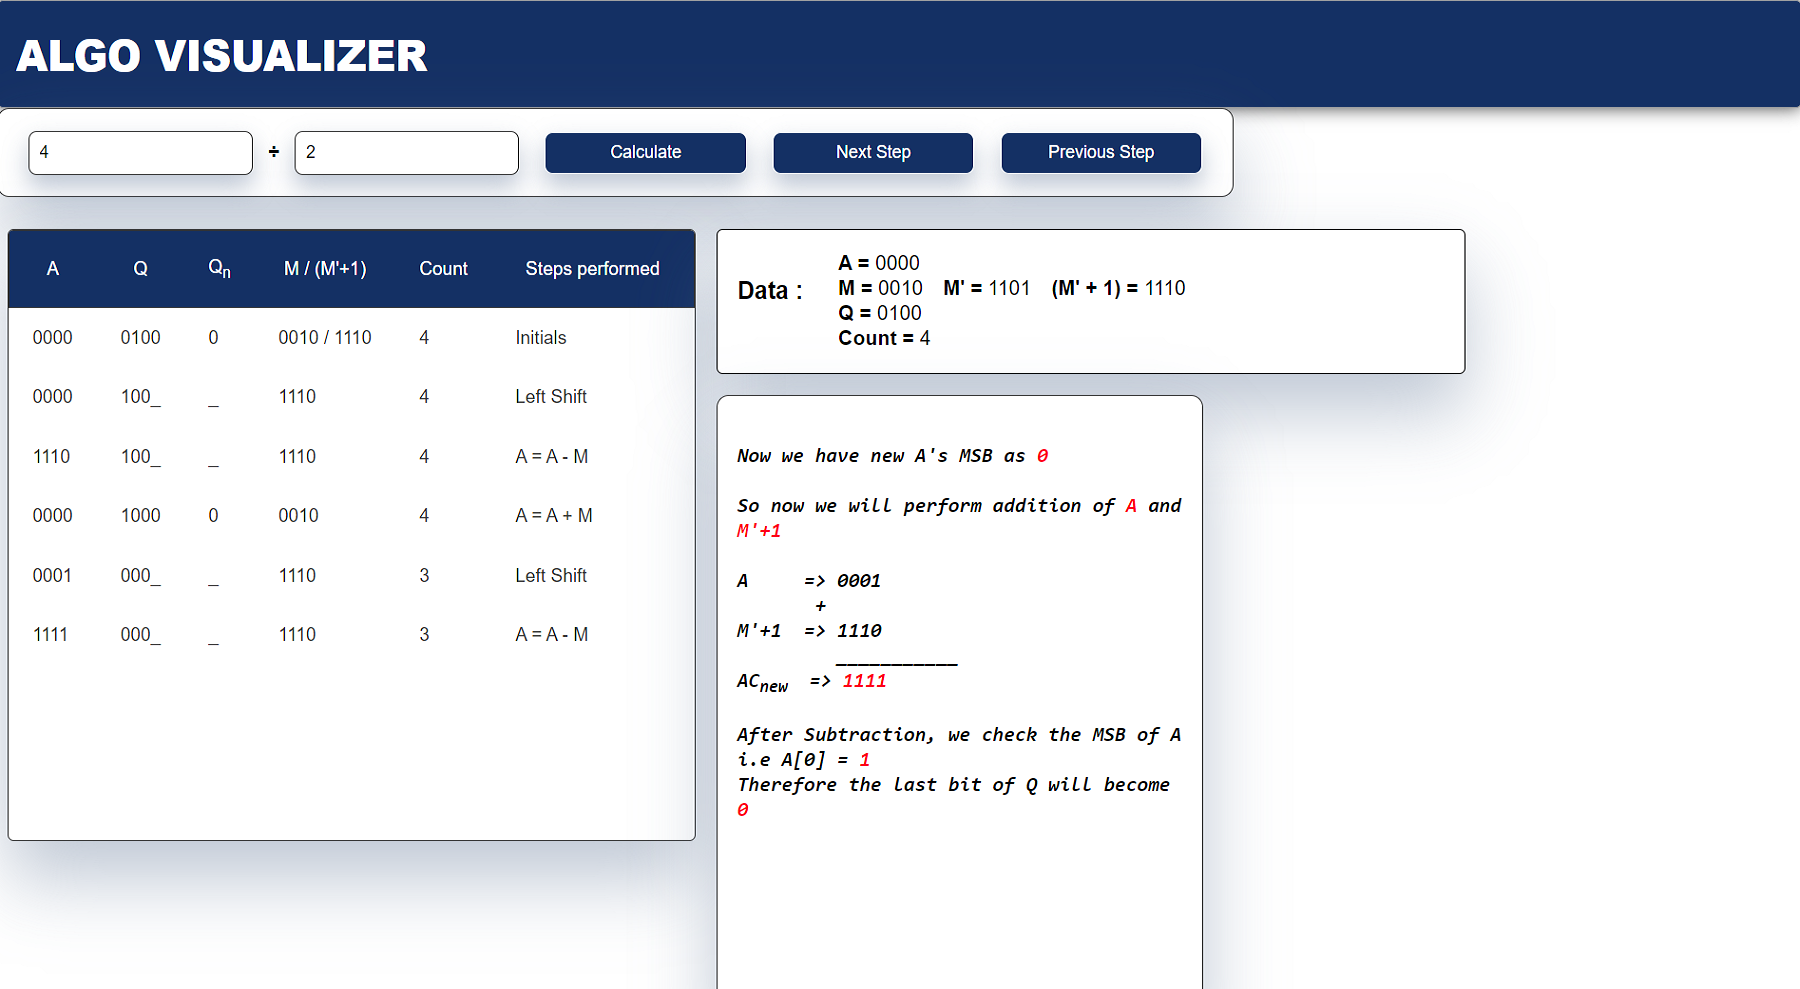 ALGO VISUALIZER
4 ÷ 2 Calculate Next Step Previous Step
A Q Qn M / (M'+1) Count Steps performed
0000 0100 0 0010 / 1110 4 Initials
0000 100_ _ 1110 4 Left Shift
1110 100_ _ 1110 4 A = A - M
0000 1000 0 0010 4 A = A + M
0001 000_ _ 1110 3 Left Shift
1111 000_ _ 1110 3 A = A - M
Data :
A = 0000
M = 0010 M' = 1101 (M' + 1) = 1110
Q = 0100
Count = 4
Now we have new A's MSB as 0
So now we will perform addition of A and
M'+1
A => 0001
+
M'+1 => 1110
___________
ACnew => 1111
After Subtraction, we check the MSB of A
i.e A[0] = 1
Therefore the last bit of Q will become
0